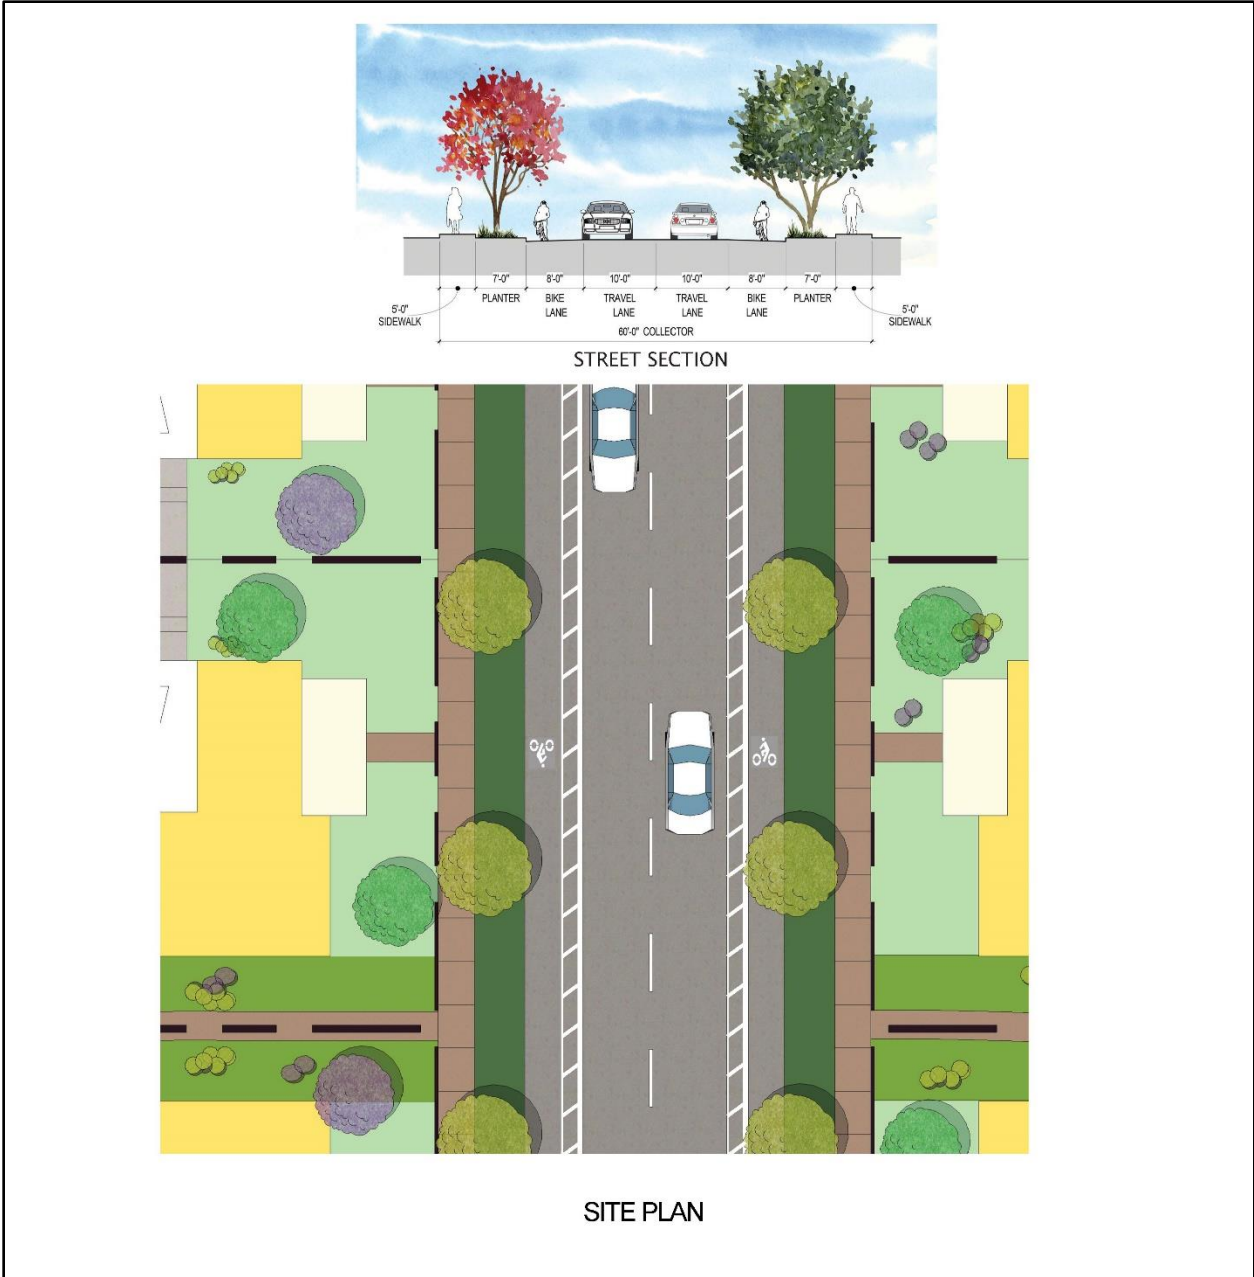 7'-0" 8'-0" 10'-0" 10'-0" 8'-0" 7'-0"
PLANTER BIKE LANE TRAVEL LANE TRAVEL LANE BIKE LANE PLANTER
5'-0" SIDEWALK
5'-0" SIDEWALK
60'-0" COLLECTOR
STREET SECTION
SITE PLAN